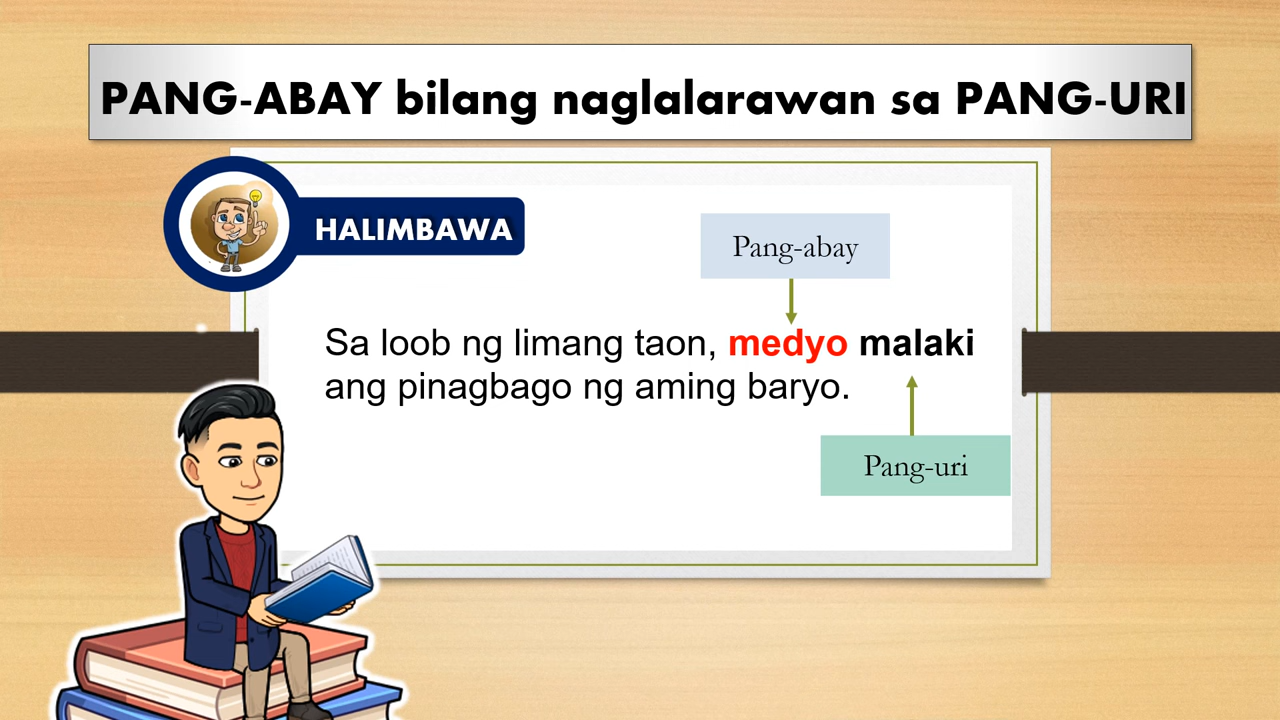 PANG-ABAY bilang naglalarawan sa PANG-URI
HALIMBAWA
Pang-abay
Sa loob ng limang taon, medyo malaki
ang pinagbago ng aming baryo.
Pang-uri